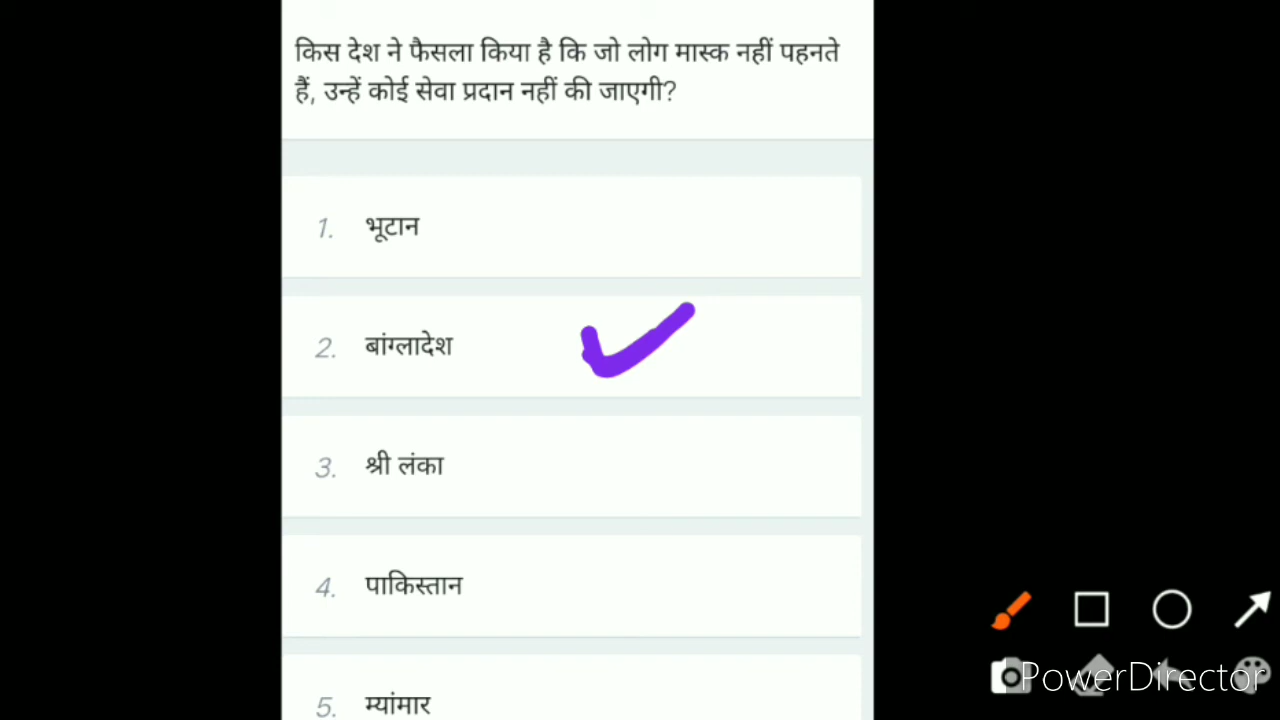 किस देश ने फैसला किया है कि जो लोग मास्क नहीं पहनते
हैं, उन्हें कोई सेवा प्रदान नहीं की जाएगी?
1. भूटान
2. बांग्लादेश
3. श्री लंका
4. पाकिस्तान
5. म्यांमार
PowerDirector